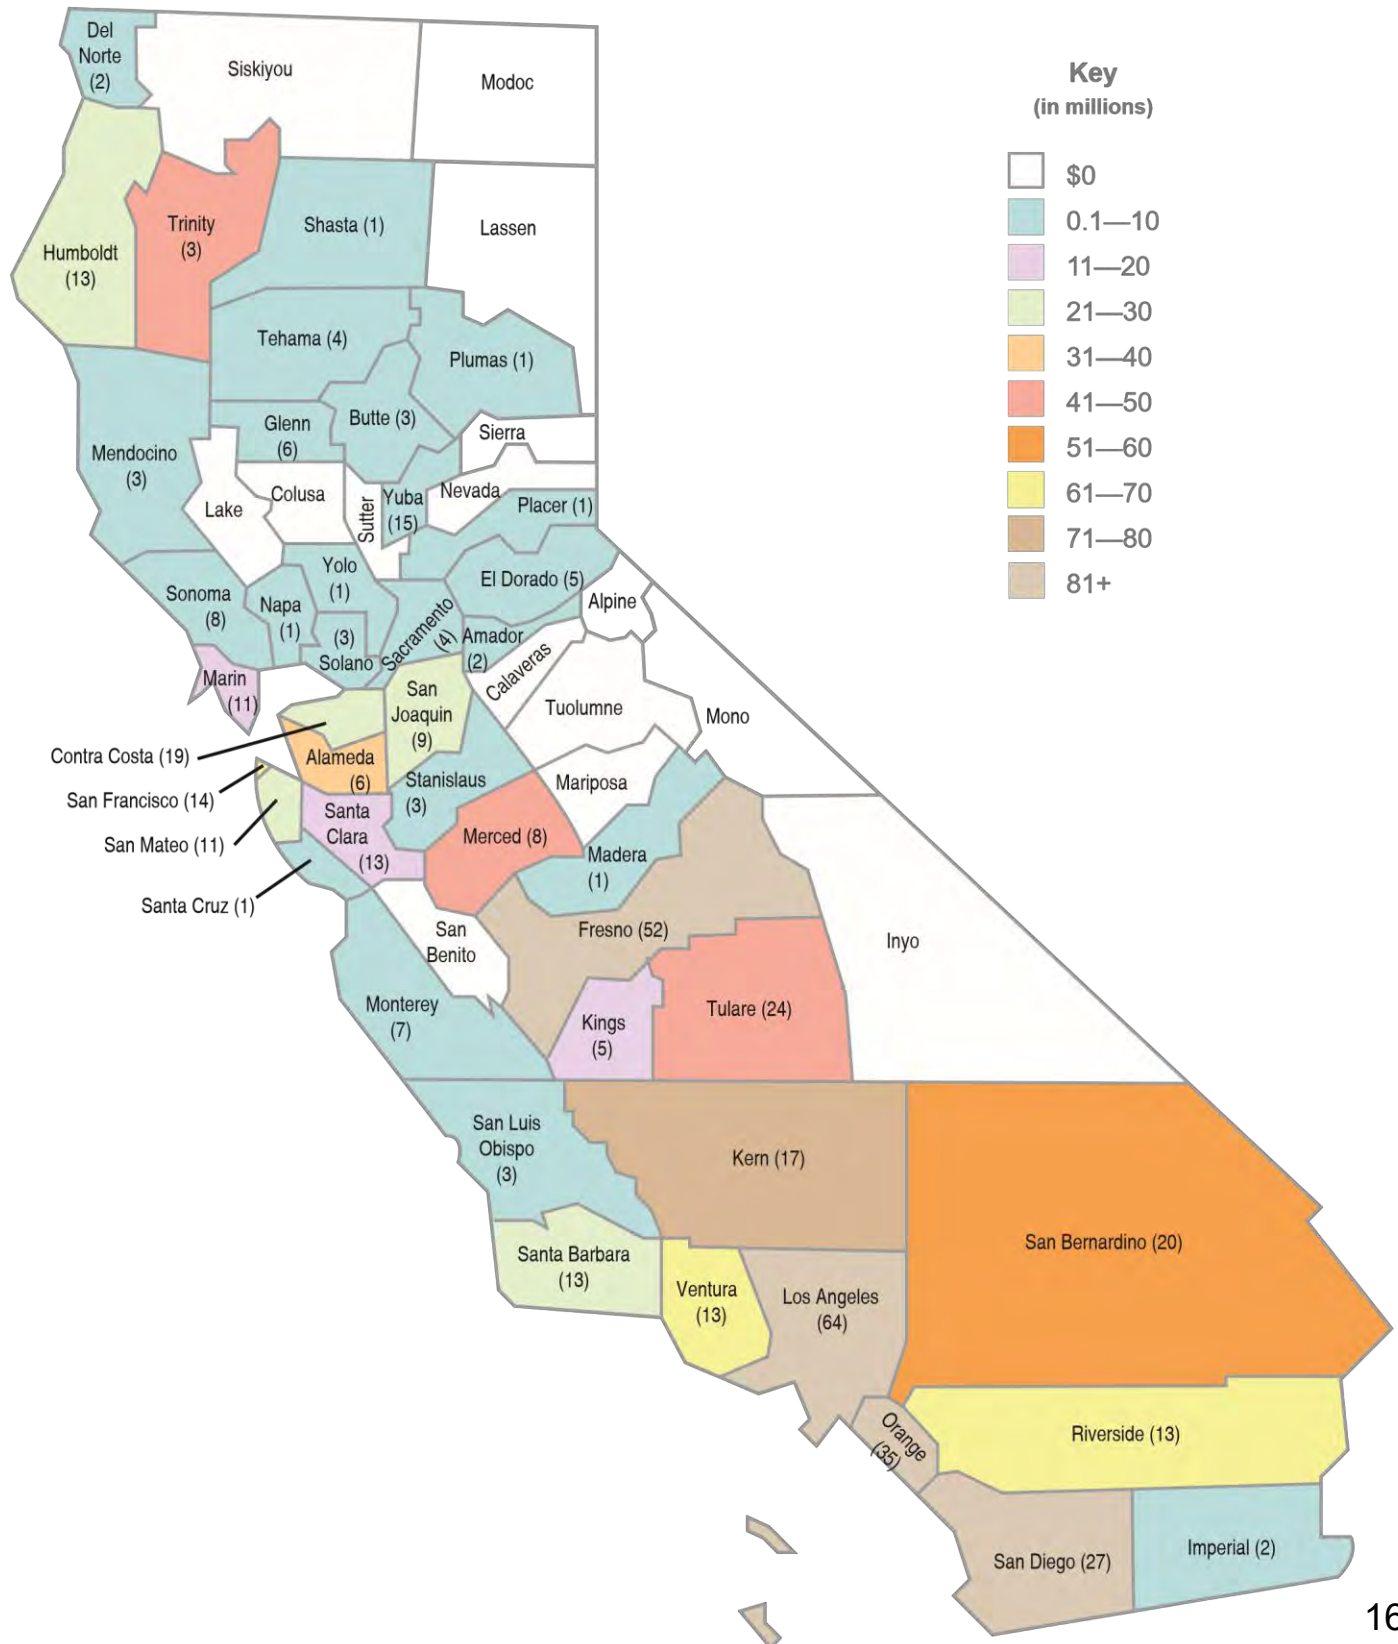 Del
Norte
(2)
Siskiyou
Modoc
Key
(in millions)
$0
0.1—10
11—20
21—30
31—40
41—50
51—60
61—70
71—80
81+
Humboldt
(13)
Trinity
(3)
Shasta (1)
Lassen
Tehama (4)
Plumas (1)
Mendocino
(3)
Glenn
(6)
Butte (3)
Sierra
Lake
Colusa
Sutter
Yuba
(15)
Nevada
Placer (1)
Sonoma
(8)
Napa
(1)
Yolo
(1)
(3)
Solano
Sacramento
(4)
El Dorado (5)
Amador
(2)
Alpine
Calaveras
Marin
(11)
San
Joaquin
(9)
Tuolumne
Mono
Contra Costa (19)
Alameda
(6)
Stanislaus
(3)
Mariposa
San Francisco (14)
San Mateo (11)
Santa
Clara
(13)
Merced (8)
Madera
(1)
Santa Cruz (1)
San
Benito
Fresno (52)
Inyo
Monterey
(7)
Kings
(5)
Tulare (24)
San Luis
Obispo
(3)
Kern (17)
San Bernardino (20)
Santa Barbara
(13)
Ventura
(13)
Los Angeles
(64)
Orange
(35)
Riverside (13)
San Diego (27)
Imperial (2)
16